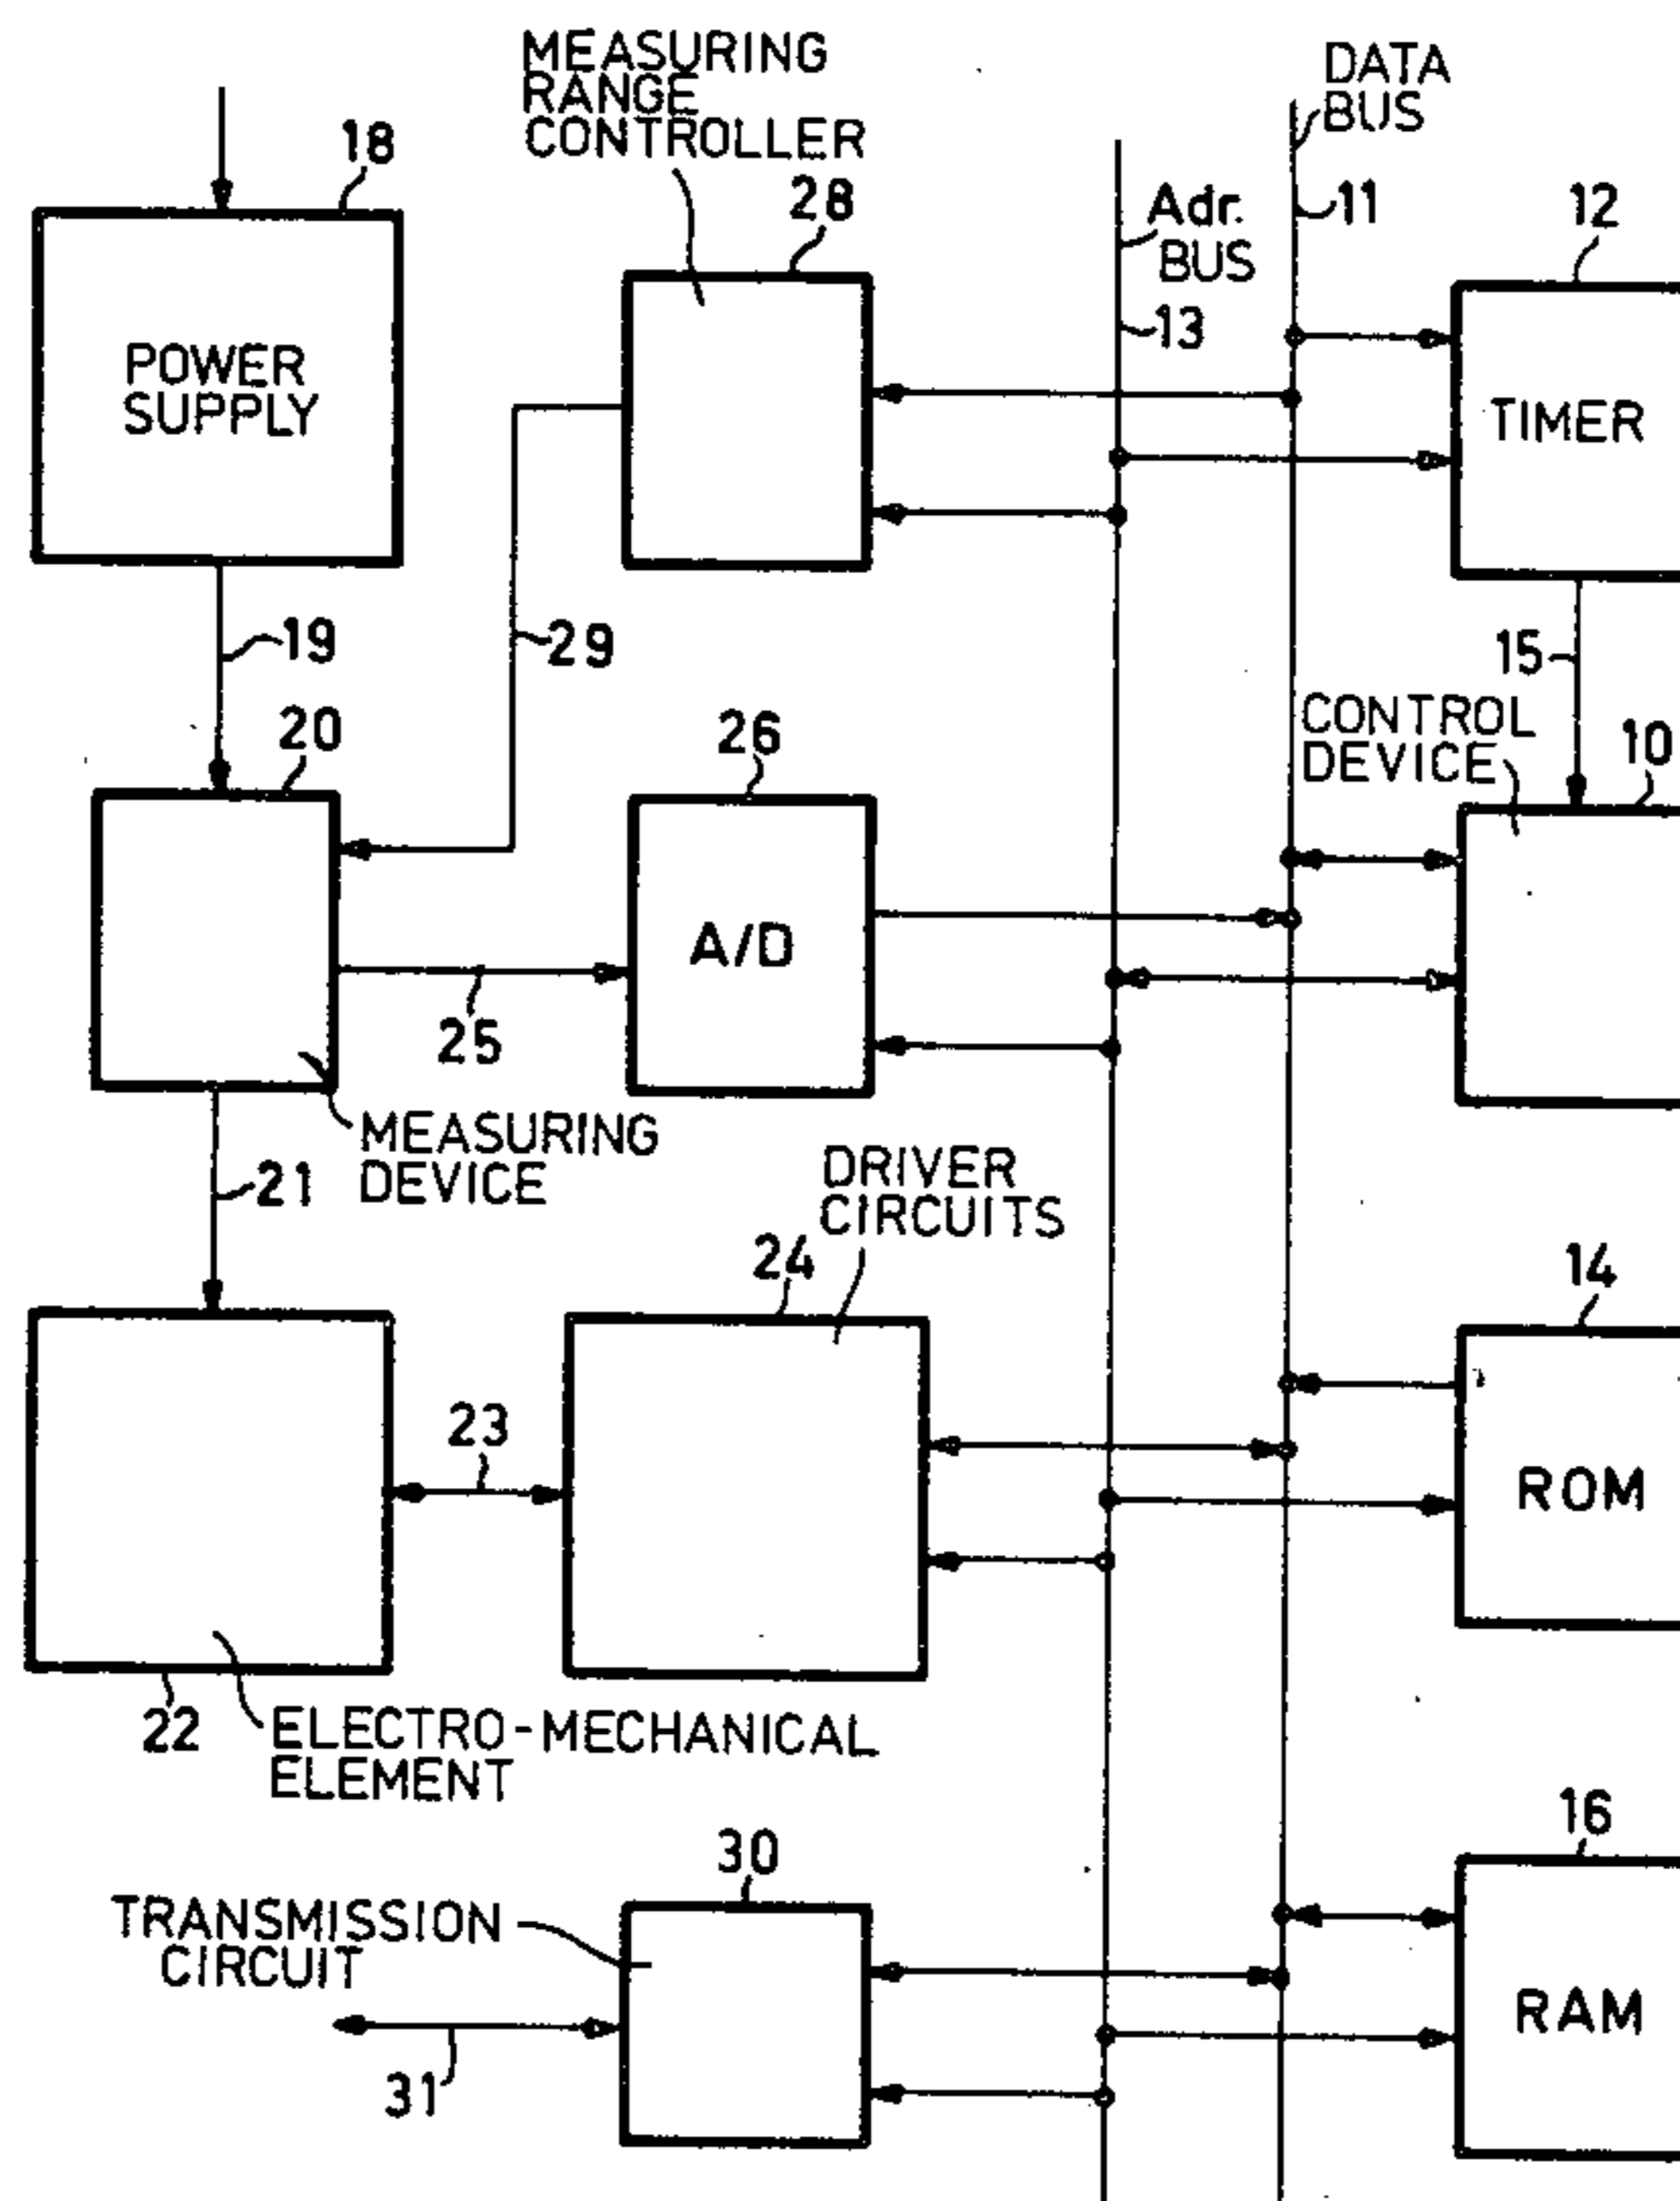 MEASURING
RANGE
CONTROLLER
DATA
BUS
18
28
Adr.
BUS
11
12
13
POWER
SUPPLY
TIMER
19
29
15
20
26
CONTROL
DEVICE
10
A/D
25
MEASURING
DEVICE
21
DRIVER
CIRCUITS
24
14
23
ROM
22
ELECTRO-MECHANICAL
ELEMENT
16
30
TRANSMISSION
CIRCUIT
RAM
31